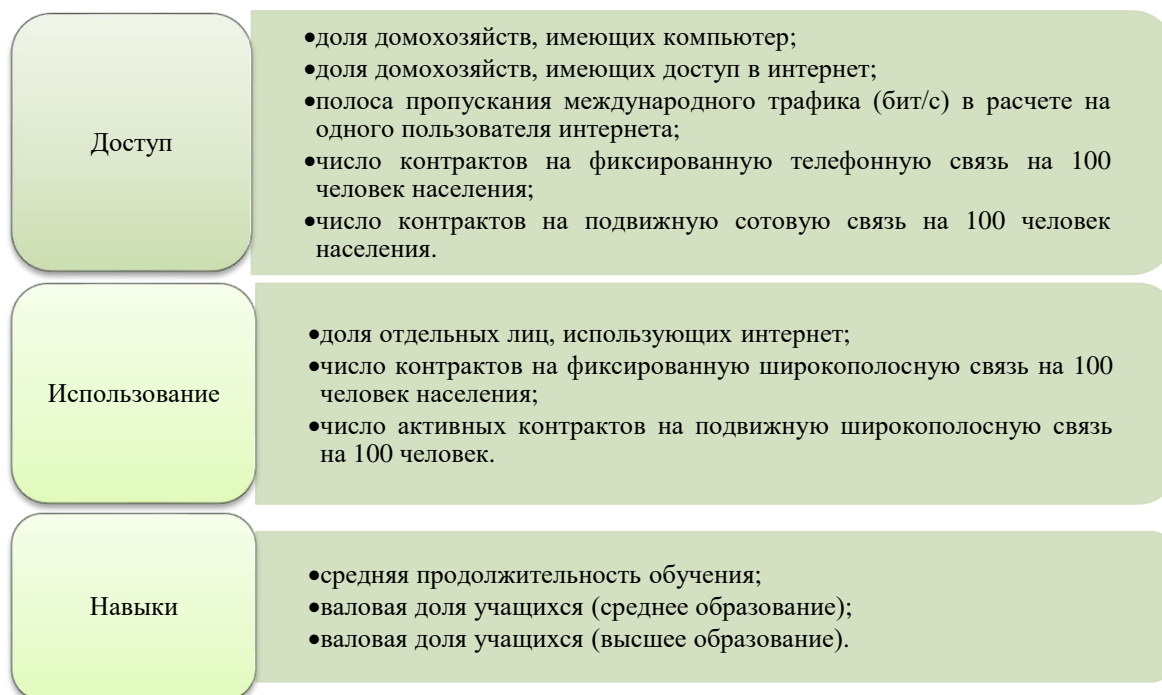 Доступ
•доля домохозяйств, имеющих компьютер;
•доля домохозяйств, имеющих доступ в интернет;
•полоса пропускания международного трафика (бит/с) в расчете на
одного пользователя интернета;
•число контрактов на фиксированную телефонную связь на 100
человек населения;
•число контрактов на подвижную сотовую связь на 100 человек
населения.
Использование
•доля отдельных лиц, использующих интернет;
•число контрактов на фиксированную широкополосную связь на 100
человек населения;
•число активных контрактов на подвижную широкополосную связь
на 100 человек.
Навыки
•средняя продолжительность обучения;
•валовая доля учащихся (среднее образование);
•валовая доля учащихся (высшее образование).